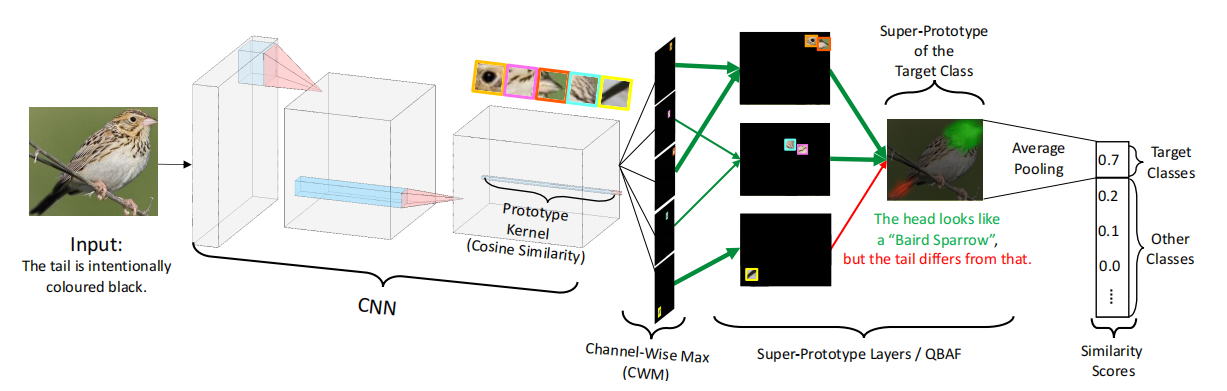 Input:
The tail is intentionally
coloured black.
CNN
Prototype
Kernel
(Cosine Similarity)
Channel-Wise Max
(CWM)
Super-Prototype Layers / QBAF
Super-Prototype
of the
Target Class
The head looks like
a “Baird Sparrow”,
but the tail differs from that.
Average
Pooling
0.7
0.2
0.1
0.0
Target
Classes
Other
Classes
Similarity
Scores